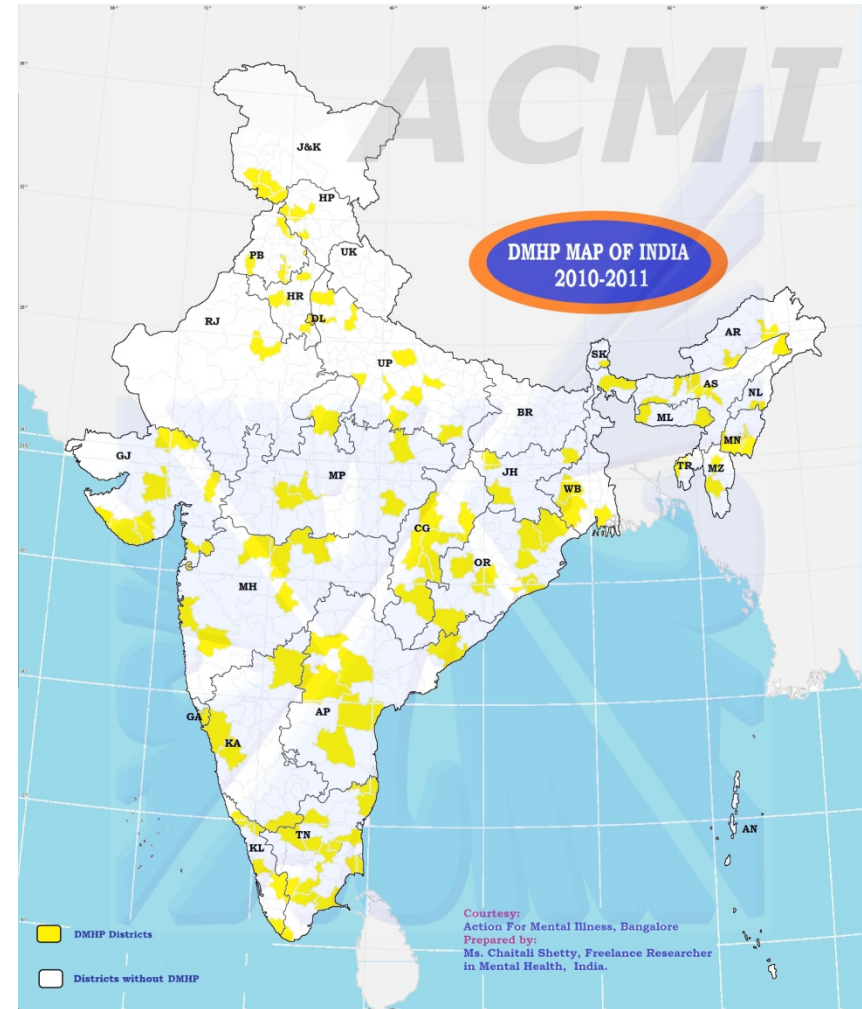 ACMI
J&K
HP
DMHP MAP OF INDIA
2010-2011
PB
UK
HR
RJ
DL
AR
UP
SK
AS
NL
BR
ML
MN
GJ
MP
JH
TR
MZ
WB
CG
OR
MH
GA
AP
KA
AN
TN
KL
DMHP Districts
Districts without DMHP
Courtesy:
Action For Mental Illness, Bangalore
Prepared by:
Ms. Chaitali Shetty, Freelance Researcher
in Mental Health, India.